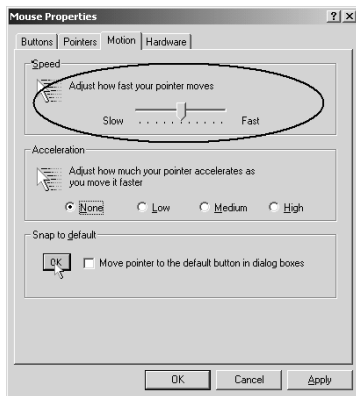 Mouse Properties
Buttons Pointers Motion Hardware
Speed
Adjust how fast your pointer moves
Slow Fast
Acceleration
Adjust how much your pointer accelerates as
you move it faster
None Low Medium High
Snap to default
OK Move pointer to the default button in dialog boxes
OK Cancel Apply